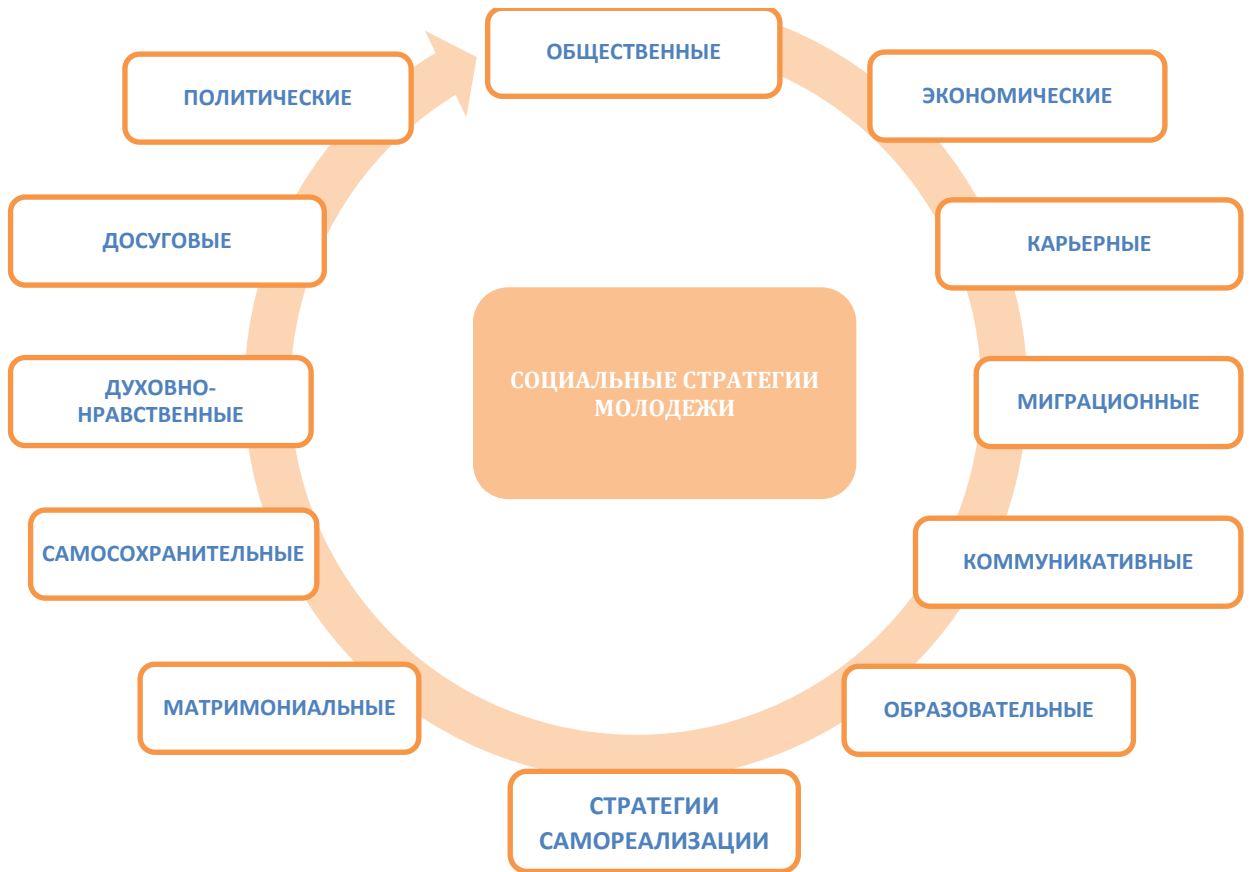 ОБЩЕСТВЕННЫЕ
ЭКОНОМИЧЕСКИЕ
КАРЬЕРНЫЕ
МИГРАЦИОННЫЕ
КОММУНИКАТИВНЫЕ
ОБРАЗОВАТЕЛЬНЫЕ
СТРАТЕГИИ
САМОРЕАЛИЗАЦИИ
МАТРИМОНИАЛЬНЫЕ
САМОСОХРАНИТЕЛЬНЫЕ
ДУХОВНО-
НРАВСТВЕННЫЕ
ДОСУГОВЫЕ
ПОЛИТИЧЕСКИЕ
СОЦИАЛЬНЫЕ СТРАТЕГИИ
МОЛОДЕЖИ